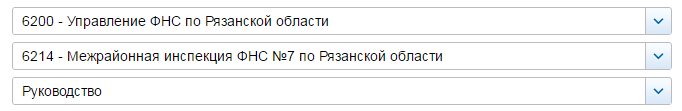 6200 - Управление ФНС по Рязанской области
6214 - Межрайонная инспекция ФНС №7 по Рязанской области
Руководство